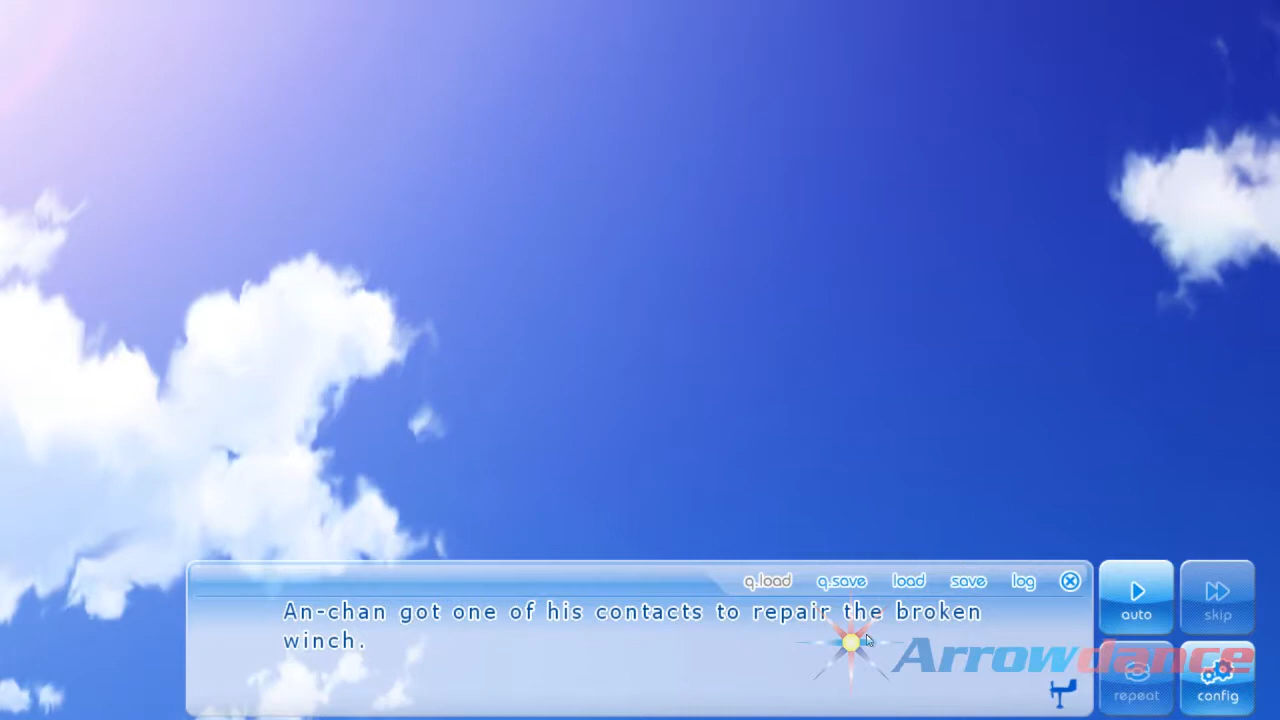 q.load q.save load save log
An-chan got one of his contacts to repair the broken
winch.
auto
skip
Arrowdance
repeat
config